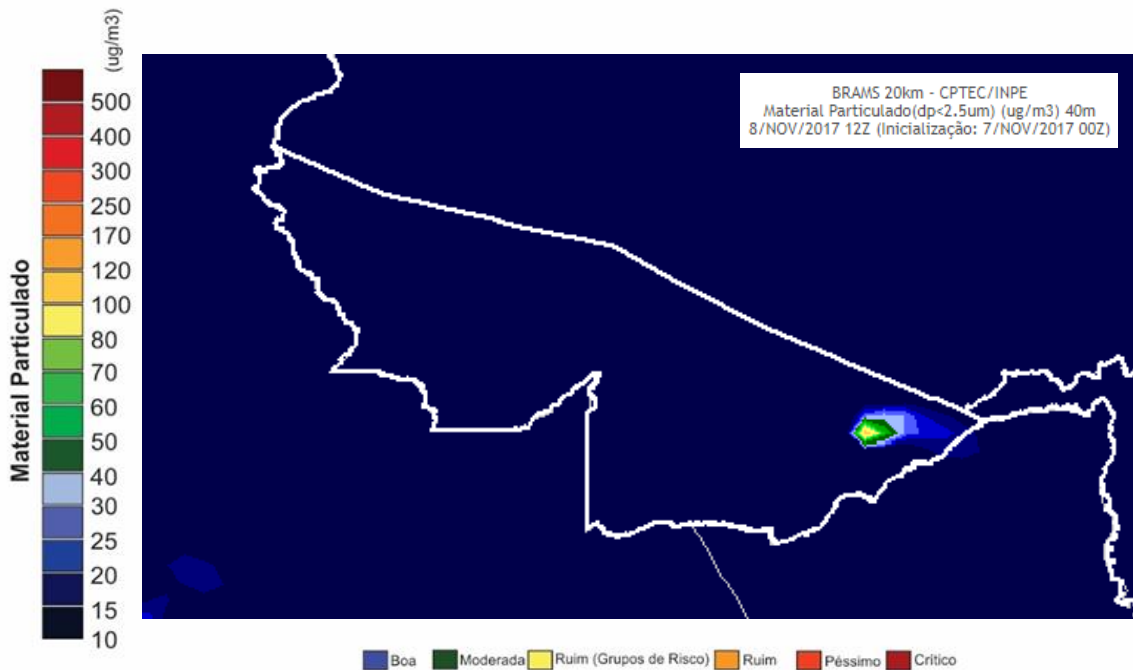 (ug/m3)
BRAMS 20km - CPTEC/INPE
Material Particulado(dp<2.5um) (ug/m3) 40m
8/NOV/2017 12Z (Inicialização: 7/NOV/2017 00Z)
Material Particulado
500
400
300
250
170
120
100
80
70
60
50
40
30
25
20
15
10
Boa
Moderada
Ruim (Grupos de Risco)
Ruim
Péssimo
Crítico